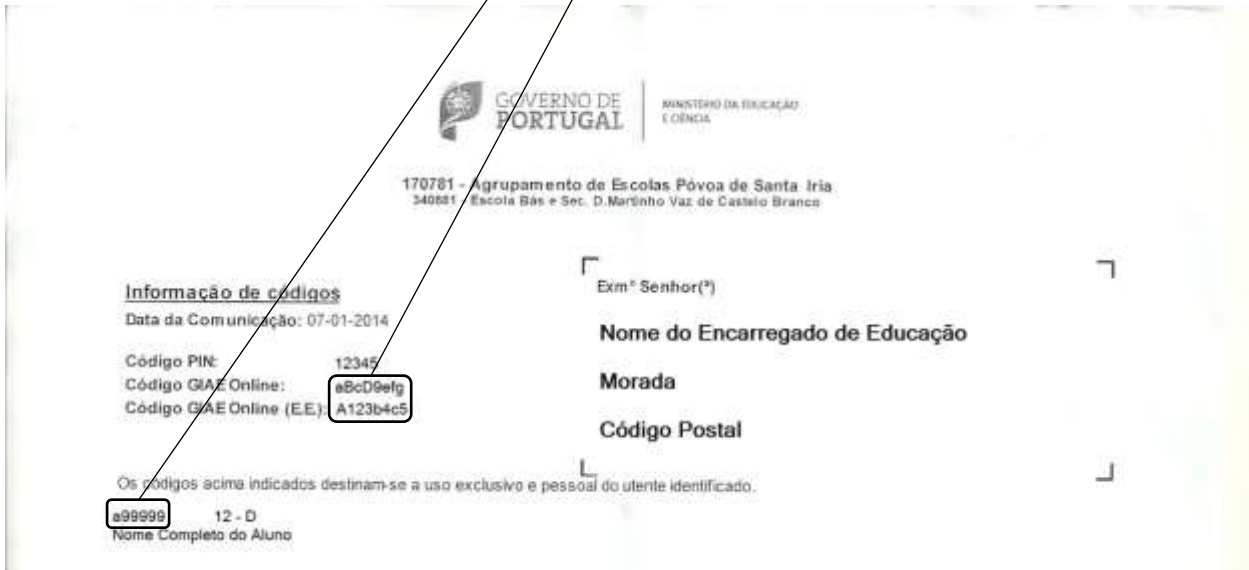 GOVERNO DE
PORTUGAL
MINISTÉRIO DA EDUCAÇÃO
E CIÊNCIA
170781 - Agrupamento de Escolas Póvoa de Santa Iria
340881 - Escola Bás e Sec. D.Martinho Vaz de Castelo Branco
Informação de códigos
Data da Comunicação: 07-01-2014
Código PIN: 12345
Código GIAE Online: aBcD9efg
Código GIAE Online (E.E.): A123b4c5
Exmº Senhor(ª)
Nome do Encarregado de Educação
Morada
Código Postal
Os códigos acima indicados destinam-se a uso exclusivo e pessoal do utente identificado.
a99999 12 - D
Nome Completo do Aluno